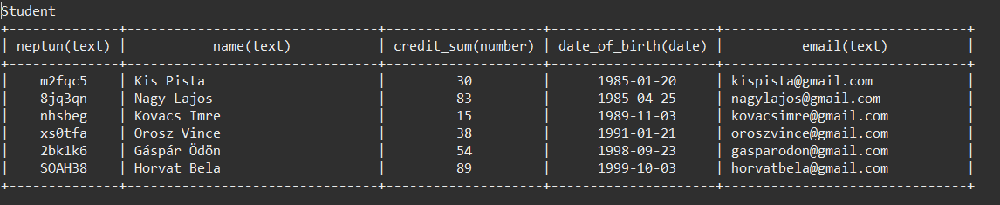 Student
+--------------+--------------------------------+--------------------+---------------------+-------------------------------+
| neptun(text) | name(text) | credit_sum(number) | date_of_birth(date) | email(text) |
+--------------+--------------------------------+--------------------+---------------------+-------------------------------+
| m2fqc5 | Kis Pista | 30 | 1985-01-20 | kispista@gmail.com |
| 8jq3qn | Nagy Lajos | 83 | 1985-04-25 | nagylajos@gmail.com |
| nhsbeg | Kovacs Imre | 15 | 1989-11-03 | kovacsimre@gmail.com |
| xs0tfa | Orosz Vince | 38 | 1991-01-21 | oroszvince@gmail.com |
| 2bk1k6 | Gáspár Ödön | 54 | 1998-09-23 | gasparodon@gmail.com |
| SOAH38 | Horvat Bela | 89 | 1999-10-03 | horvatbela@gmail.com |
+--------------+--------------------------------+--------------------+---------------------+-------------------------------+